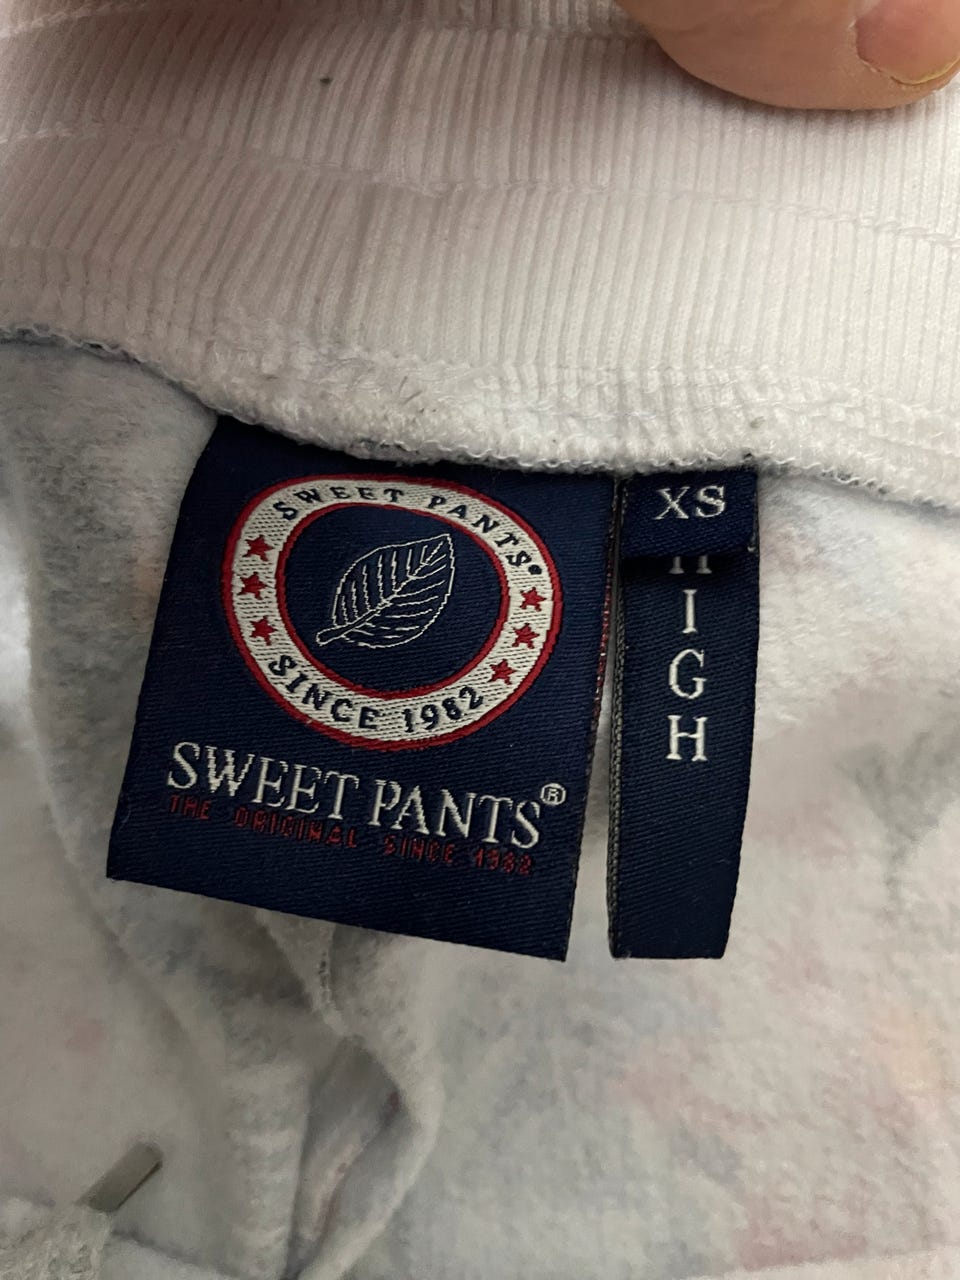 SWEET PANTS®
SINCE 1982
SWEET PANTS®
THE ORIGINAL SINCE 1982
XS
H
I
G
H